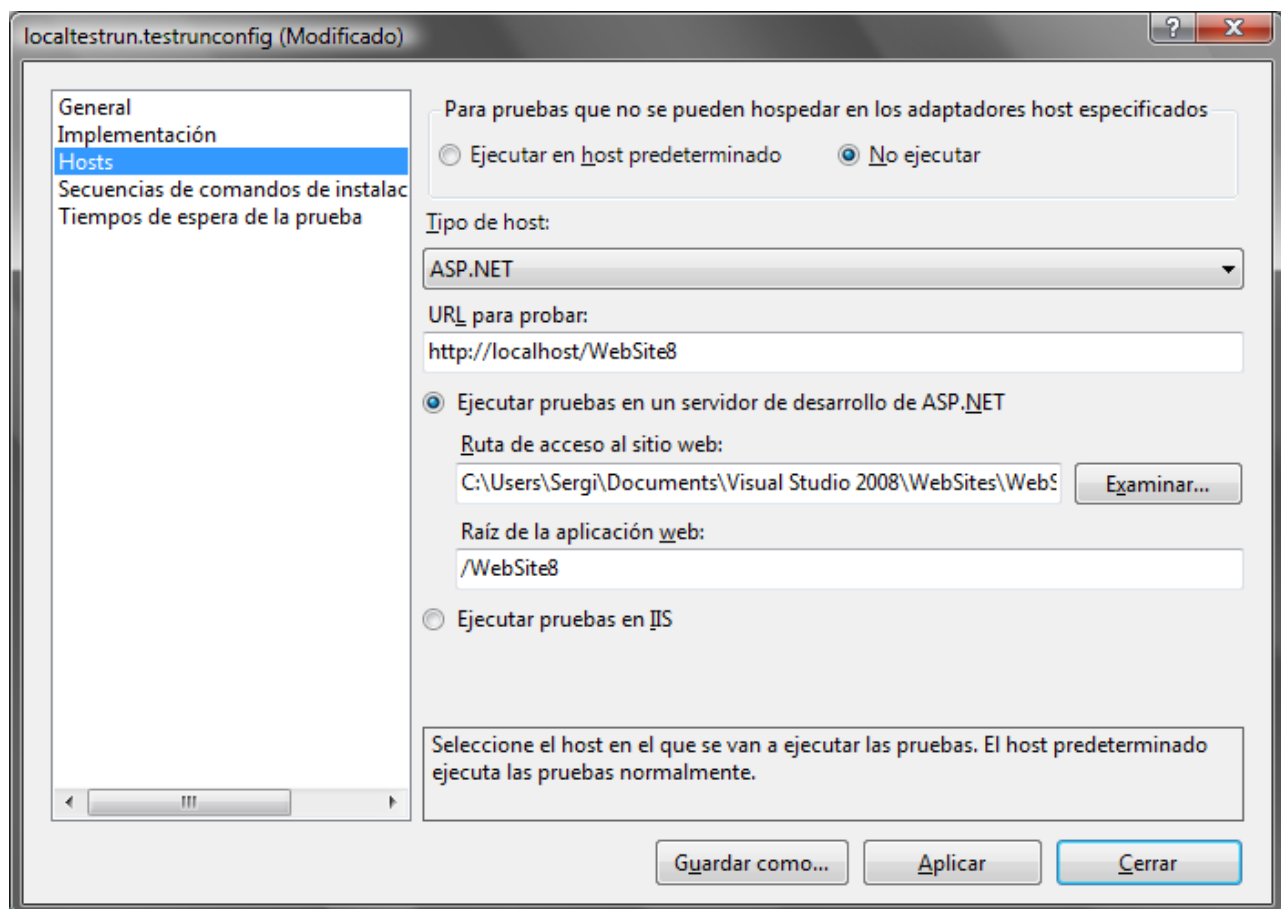 localtestrun.testrunconfig (Modificado)
General
Implementación
Hosts
Secuencias de comandos de instalac
Tiempos de espera de la prueba
Para pruebas que no se pueden hospedar en los adaptadores host especificados
Ejecutar en host predeterminado
No ejecutar
Tipo de host:
ASP.NET
URL para probar:
http://localhost/WebSite8
Ejecutar pruebas en un servidor de desarrollo de ASP.NET
Ruta de acceso al sitio web:
C:\Users\Sergi\Documents\Visual Studio 2008\WebSites\WebS
Examinar...
Raíz de la aplicación web:
/WebSite8
Ejecutar pruebas en IIS
Seleccione el host en el que se van a ejecutar las pruebas. El host predeterminado
ejecuta las pruebas normalmente.
Guardar como...
Aplicar
Cerrar